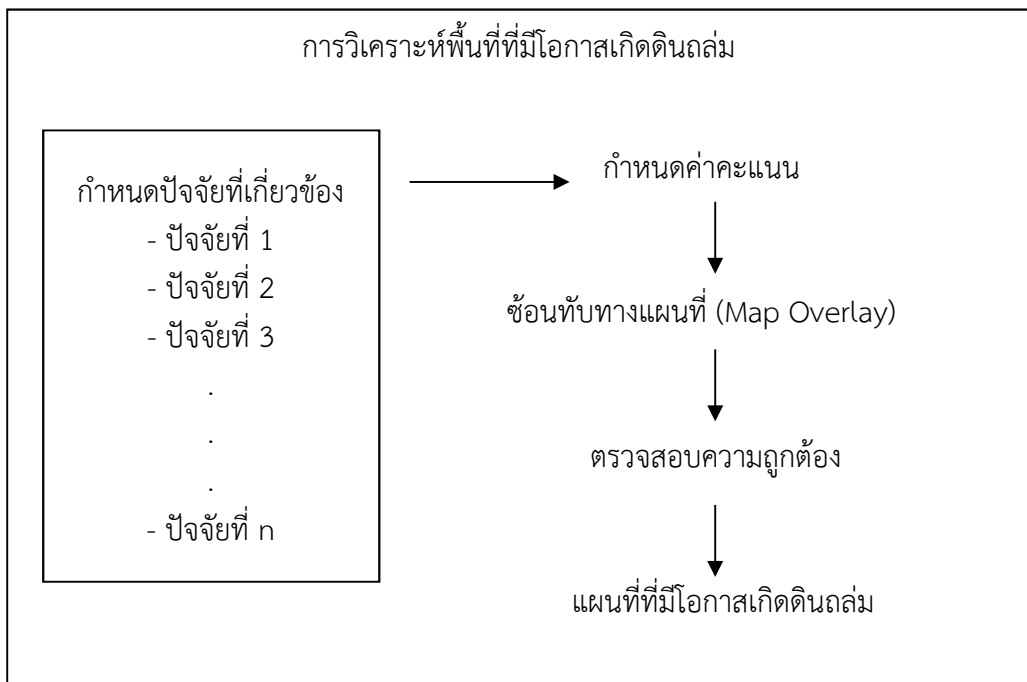 การวิเคราะห์พื้นที่ที่มีโอกาสเกิดดินถล่ม
กำหนดปัจจัยที่เกี่ยวข้อง
- ปัจจัยที่ 1
- ปัจจัยที่ 2
- ปัจจัยที่ 3
.
.
.
- ปัจจัยที่ n
กำหนดค่าคะแนน
ซ้อนทับทางแผนที่ (Map Overlay)
ตรวจสอบความถูกต้อง
แผนที่ที่มีโอกาสเกิดดินถล่ม